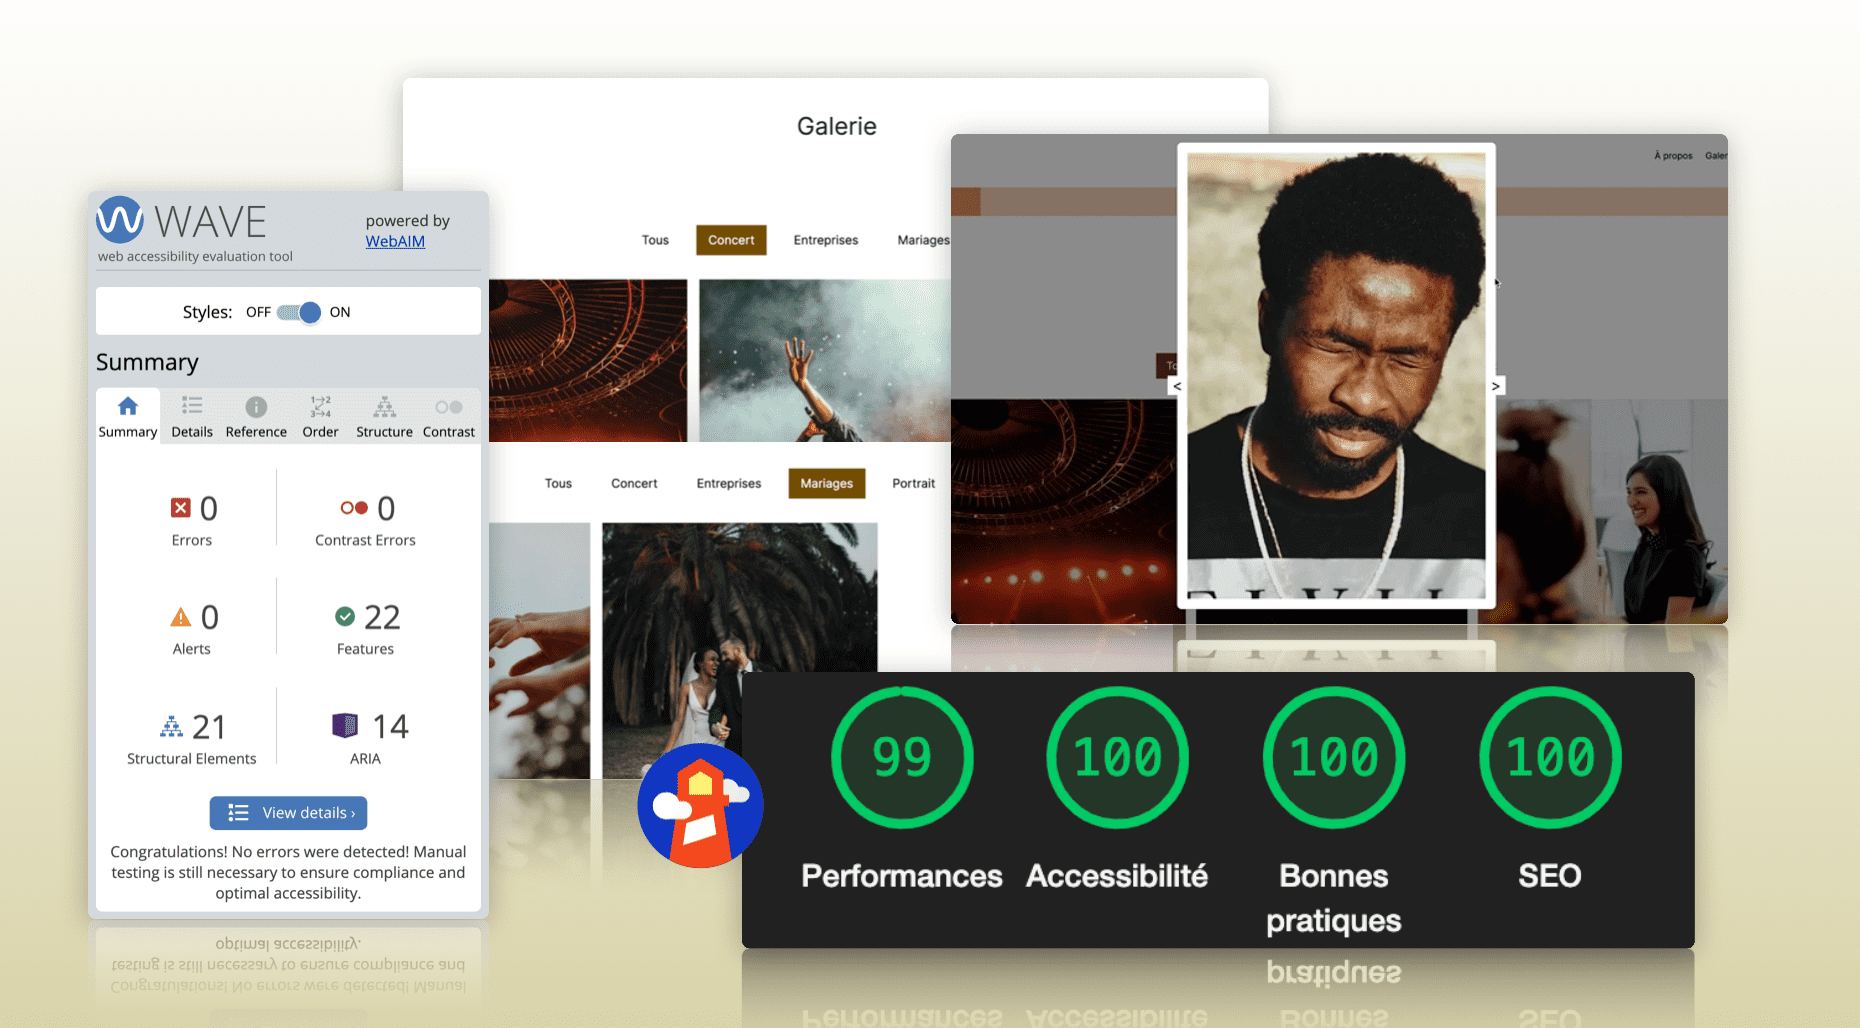 Galerie
À propos
Galer
WAVE
powered by
WebAIM
web accessibility evaluation tool
Tous
Concert
Entreprises
Mariages
Styles:
OFF
ON
Summary
Summary
Details
Reference
Order
Structure
Contrast
<
>
Tous
Concert
Entreprises
Mariages
Portrait
0
Errors
0
Contrast Errors
0
Alerts
22
Features
21
Structural Elements
14
ARIA
View details ›
Congratulations! No errors were detected! Manual
testing is still necessary to ensure compliance and
optimal accessibility.
99
100
100
100
Performances
Accessibilité
Bonnes
pratiques
SEO